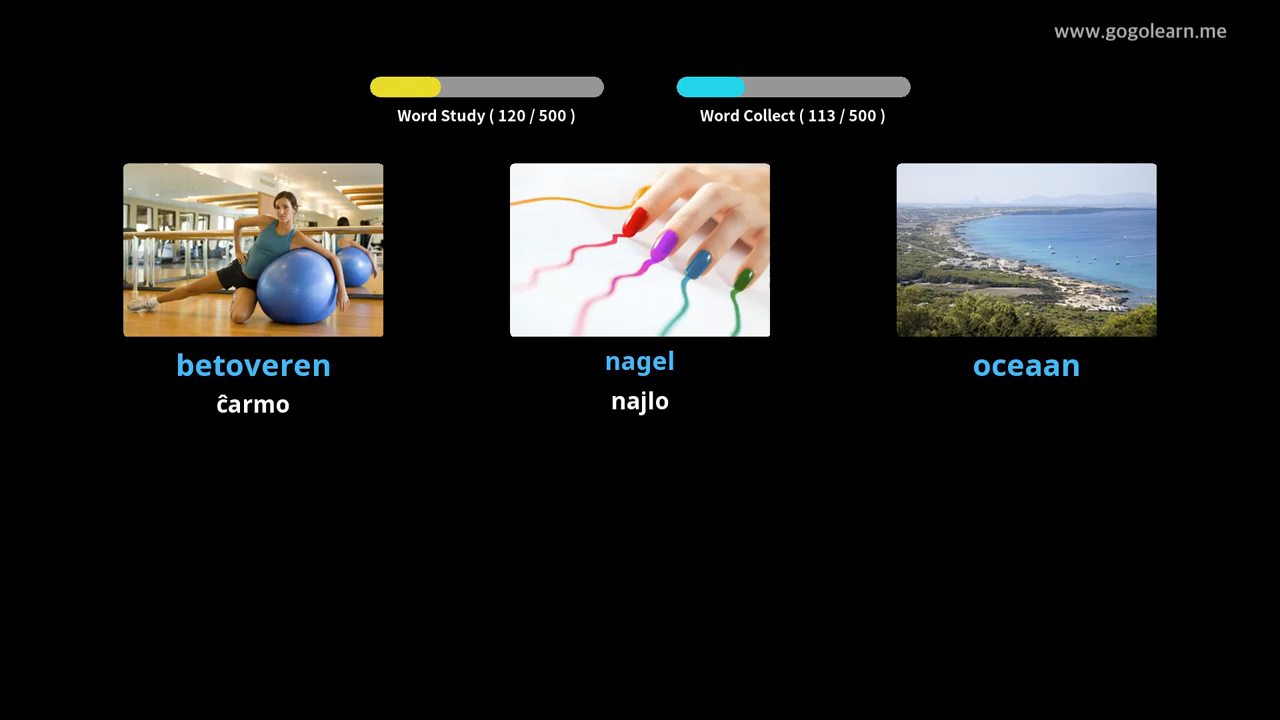 www.gogolearn.me
Word Study ( 120 / 500 )
Word Collect ( 113 / 500 )
betoveren
ĉarmo
nagel
najlo
oceaan